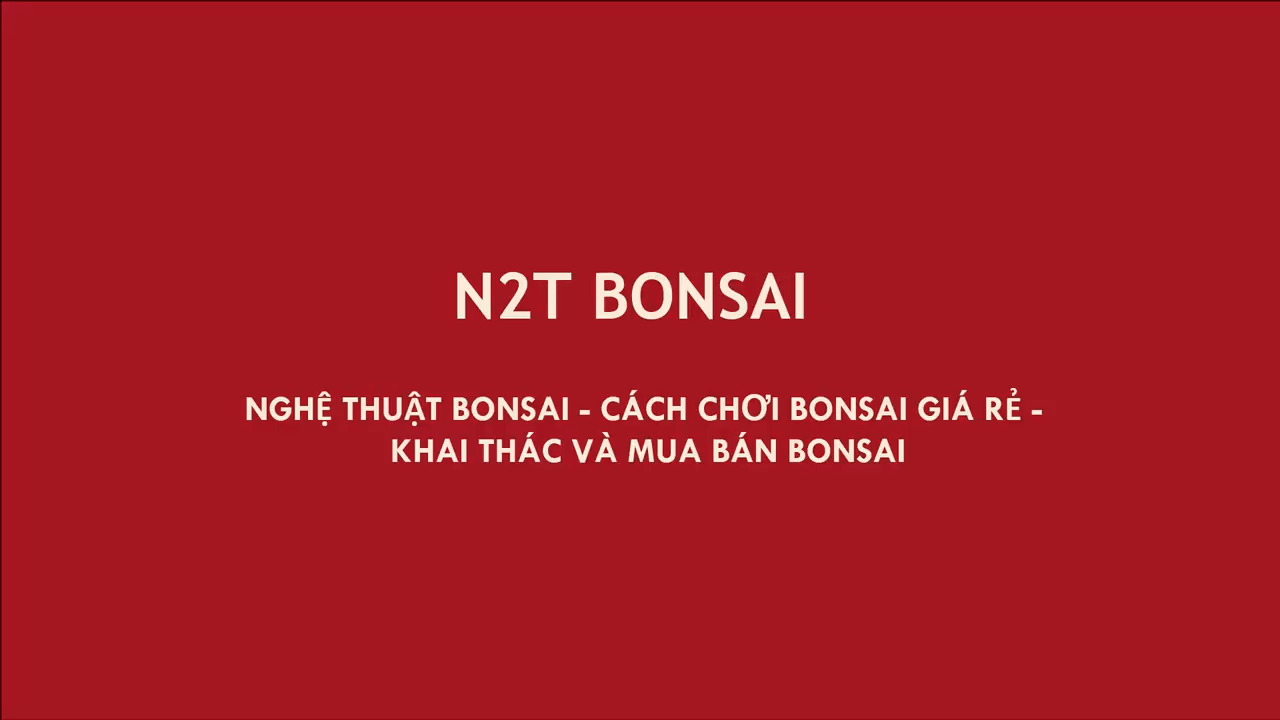 N2T BONSAI
NGHỆ THUẬT BONSAI - CÁCH CHƠI BONSAI GIÁ RẺ -
KHAI THÁC VÀ MUA BÁN BONSAI